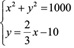 x² + y² = 1000
y = 2/3 x − 10